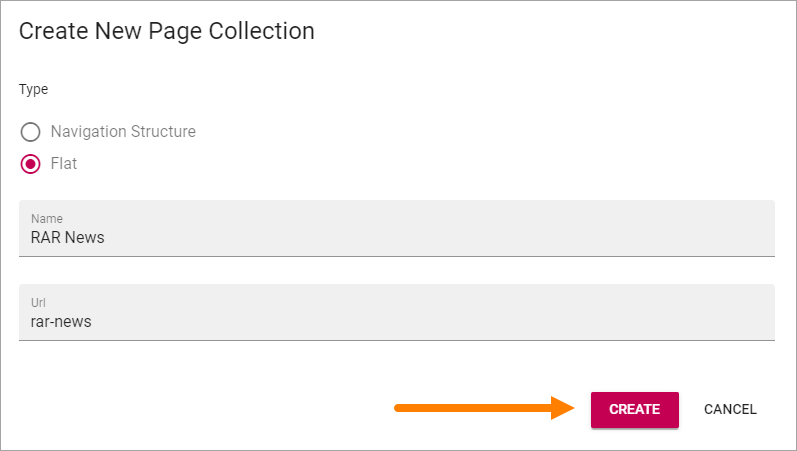 Create New Page Collection
Type
Navigation Structure
Flat
Name
RAR News
Url
rar-news
CREATE CANCEL